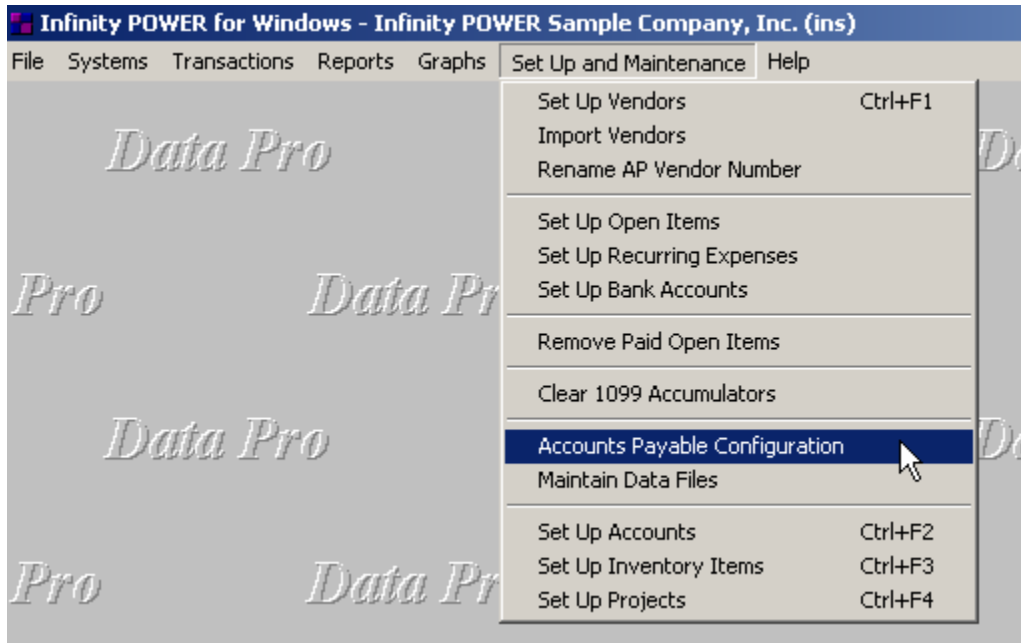 Infinity POWER for Windows - Infinity POWER Sample Company, Inc. (ins)
File Systems Transactions Reports Graphs Set Up and Maintenance Help
Set Up Vendors Ctrl+F1
Import Vendors
Rename AP Vendor Number
Set Up Open Items
Set Up Recurring Expenses
Set Up Bank Accounts
Remove Paid Open Items
Clear 1099 Accumulators
Accounts Payable Configuration
Maintain Data Files
Set Up Accounts Ctrl+F2
Set Up Inventory Items Ctrl+F3
Set Up Projects Ctrl+F4
Data Pro
Pro Data Pr
Data Pro
Pro Data Pr